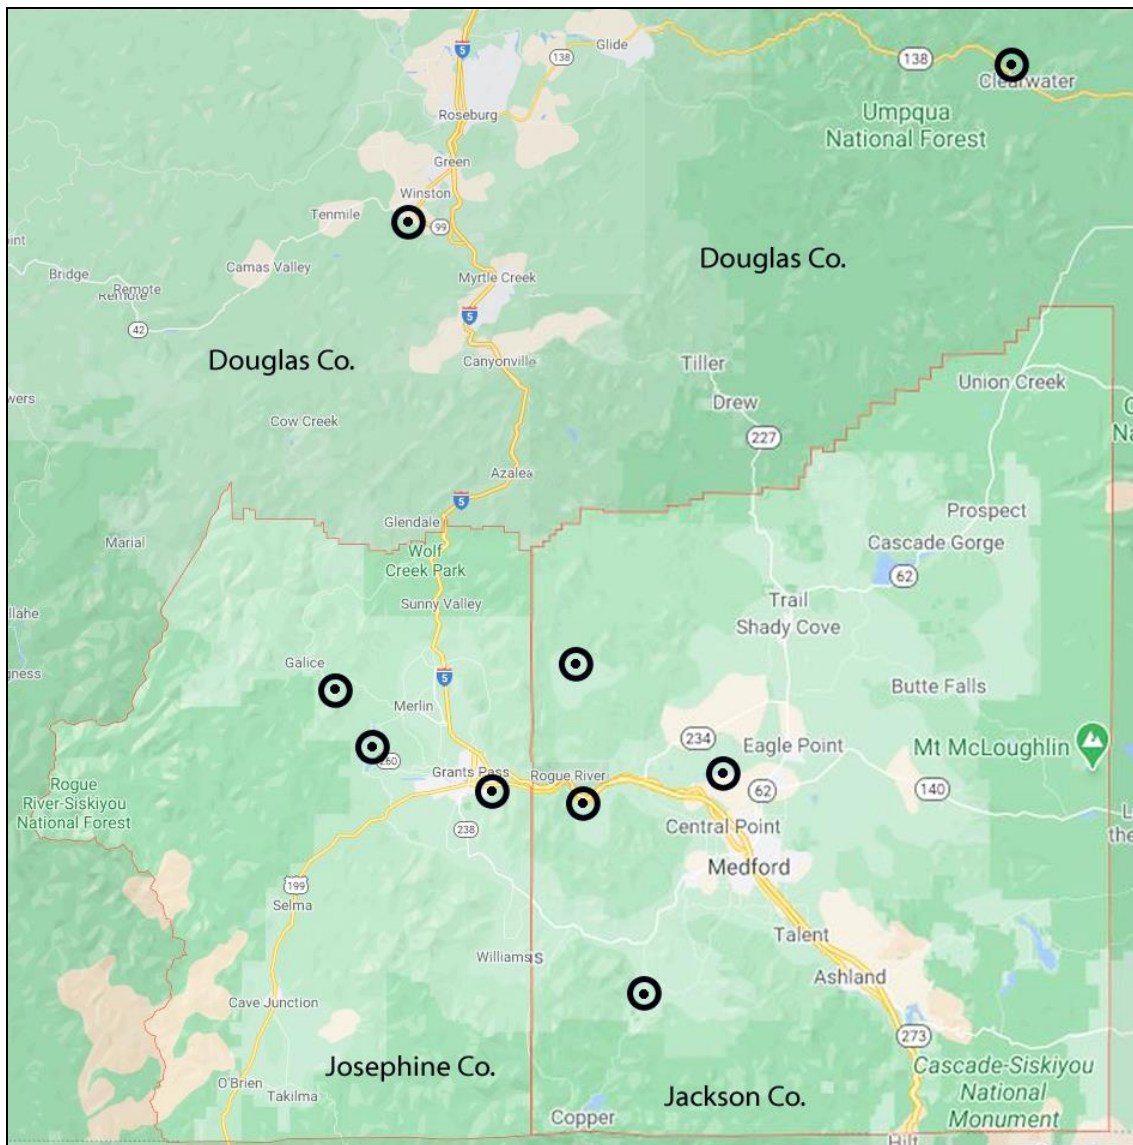 5
138
Glide
138
Clearwater
Umpqua
National Forest
Roseburg
Green
Winston
Tenmile
99
Camas Valley
Bridge
Remote
Remote
42
Myrtle Creek
5
Douglas Co.
Douglas Co.
Canyonville
Tiller
Drew
227
Union Creek
Cow Creek
Azalea
5
Glendale
Marial
Wolf
Creek Park
Sunny Valley
Prospect
Cascade Gorge
62
Trail
Shady Cove
Galice
5
Merlin
Butte Falls
234
Eagle Point
Mt McLoughlin
260
Grants Pass
Rogue River
62
140
Rogue
River-Siskiyou
National Forest
238
Central Point
Medford
199
Selma
Williams
Talent
Ashland
Cave Junction
273
Josephine Co.
O'Brien
Takilma
Jackson Co.
Copper
Cascade-Siskiyou
National
Monument
Hilt